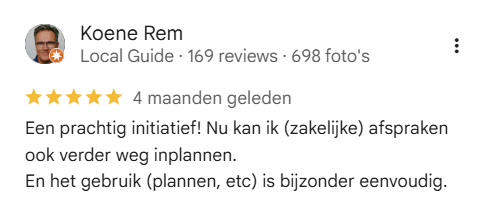 Koene Rem
Local Guide · 169 reviews · 698 foto's
4 maanden geleden
Een prachtig initiatief! Nu kan ik (zakelijke) afspraken
ook verder weg inplannen.
En het gebruik (plannen, etc) is bijzonder eenvoudig.